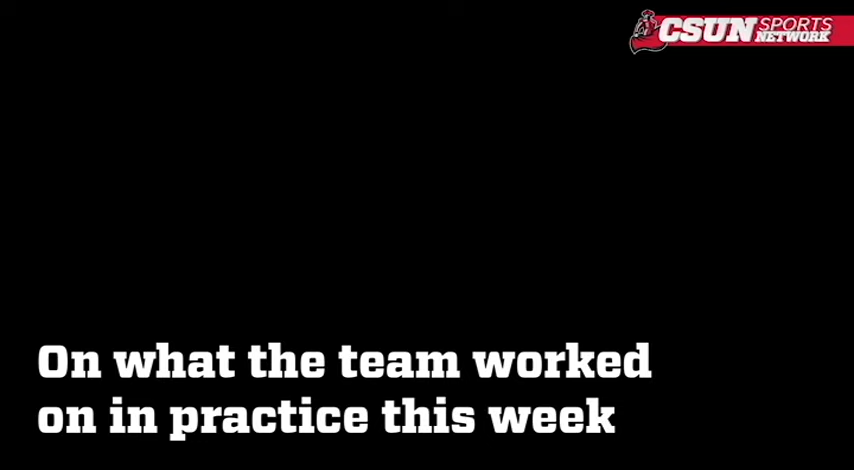 CSUN SPORTS
NETWORK
On what the team worked
on in practice this week